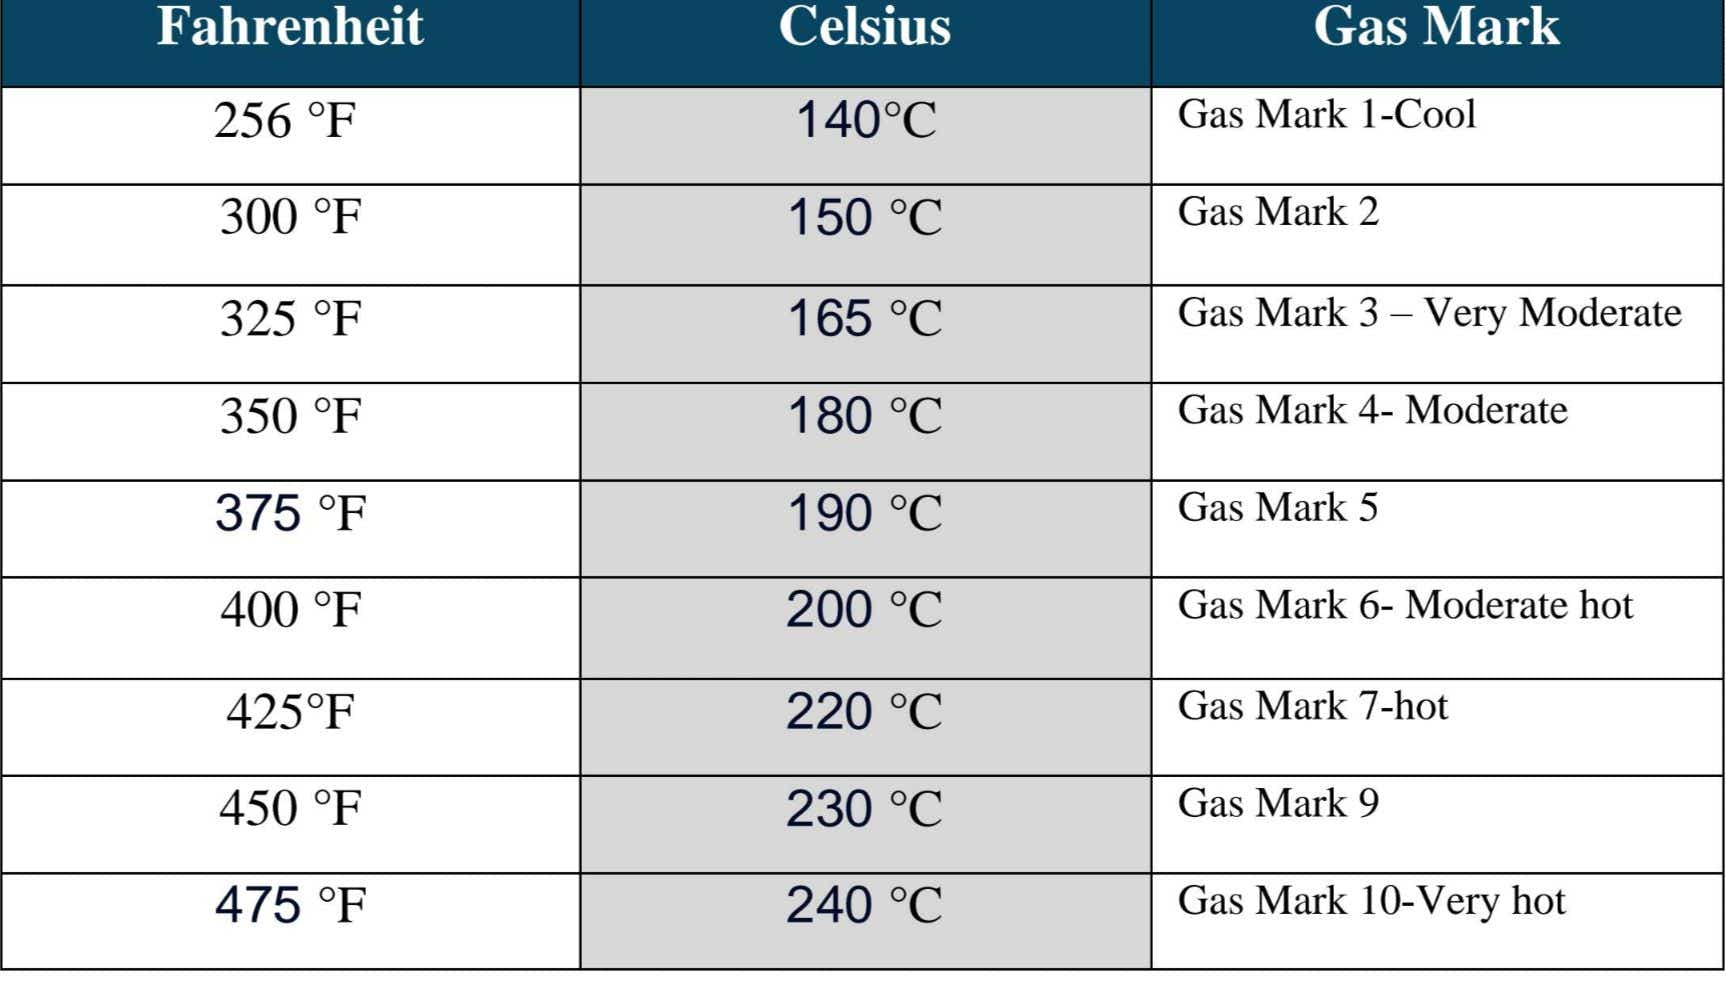 Fahrenheit Celsius Gas Mark
256 °F 140°C Gas Mark 1-Cool
300 °F 150 °C Gas Mark 2
325 °F 165 °C Gas Mark 3 – Very Moderate
350 °F 180 °C Gas Mark 4- Moderate
375 °F 190 °C Gas Mark 5
400 °F 200 °C Gas Mark 6- Moderate hot
425°F 220 °C Gas Mark 7-hot
450 °F 230 °C Gas Mark 9
475 °F 240 °C Gas Mark 10-Very hot